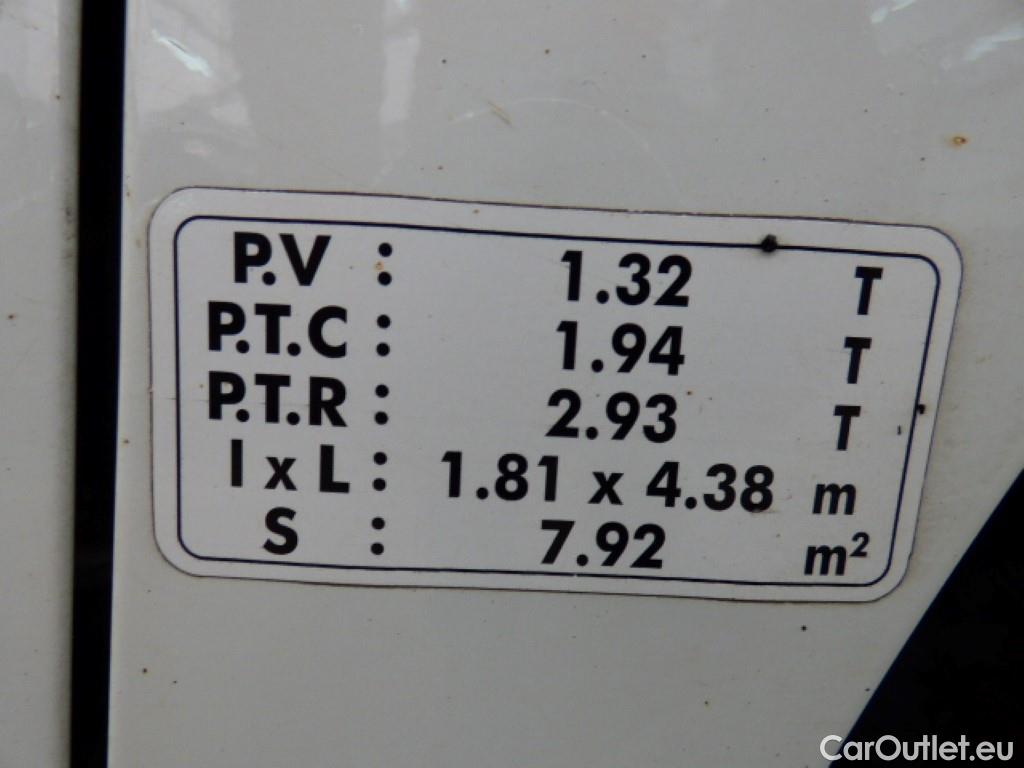 P.V : 1.32 T
P.T.C : 1.94 T
P.T.R : 2.93 T
l x L : 1.81 x 4.38 m
S : 7.92 m²
CarOutlet.eu